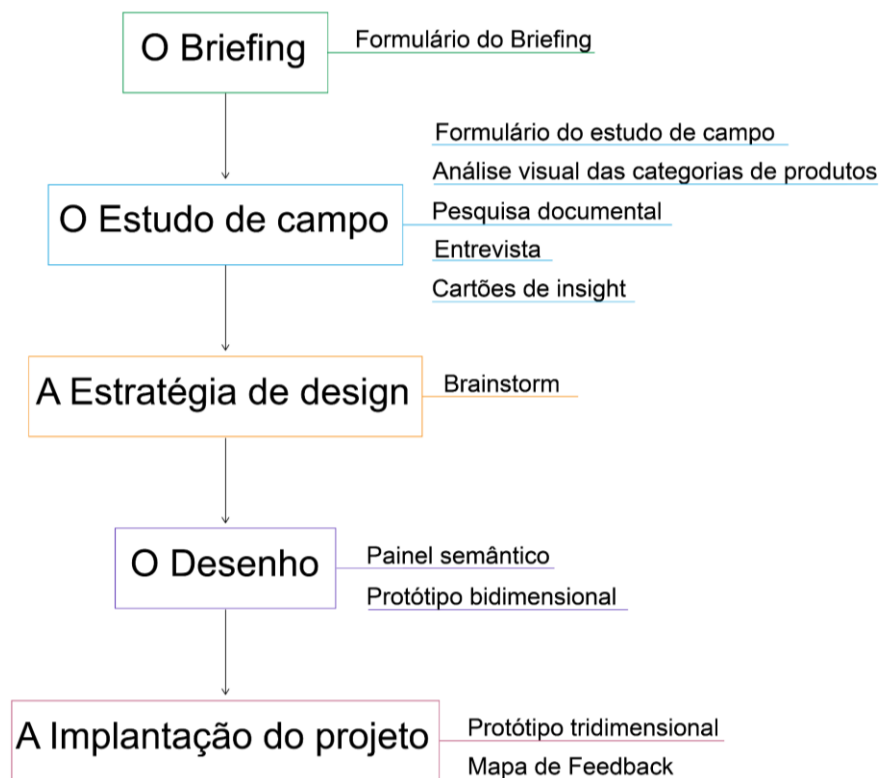 O Briefing
Formulário do Briefing
Formulário do estudo de campo
Análise visual das categorias de produtos
O Estudo de campo
Pesquisa documental
Entrevista
Cartões de insight
A Estratégia de design
Brainstorm
O Desenho
Painel semântico
Protótipo bidimensional
A Implantação do projeto
Protótipo tridimensional
Mapa de Feedback